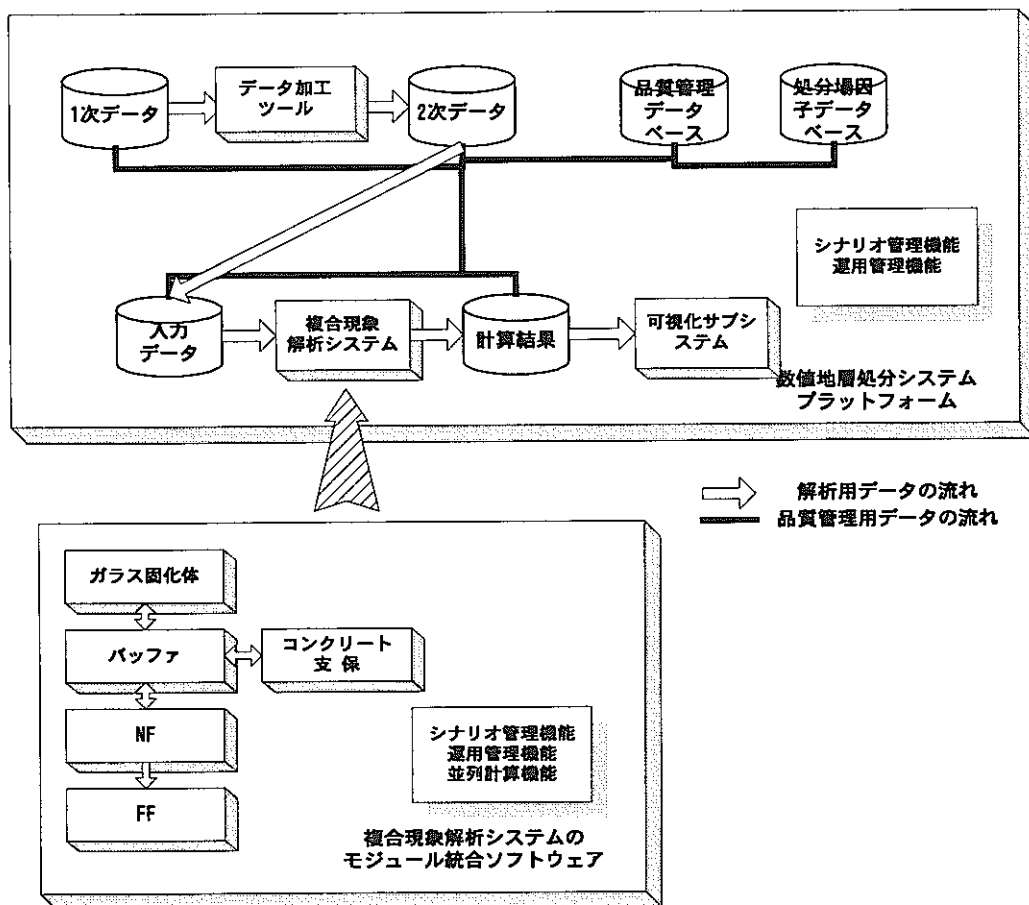 1次データ
データ加工
ツール
2次データ
品質管理
データ
ベース
処分場因
子データ
ベース
シナリオ管理機能
運用管理機能
入力
データ
複合現象
解析システム
計算結果
可視化サブシ
ステム
数値地層処分システム
プラットフォーム
解析用データの流れ
品質管理用データの流れ
ガラス固化体
バッファ
コンクリート
支 保
NF
FF
シナリオ管理機能
運用管理機能
並列計算機能
複合現象解析システムの
モジュール統合ソフトウェア